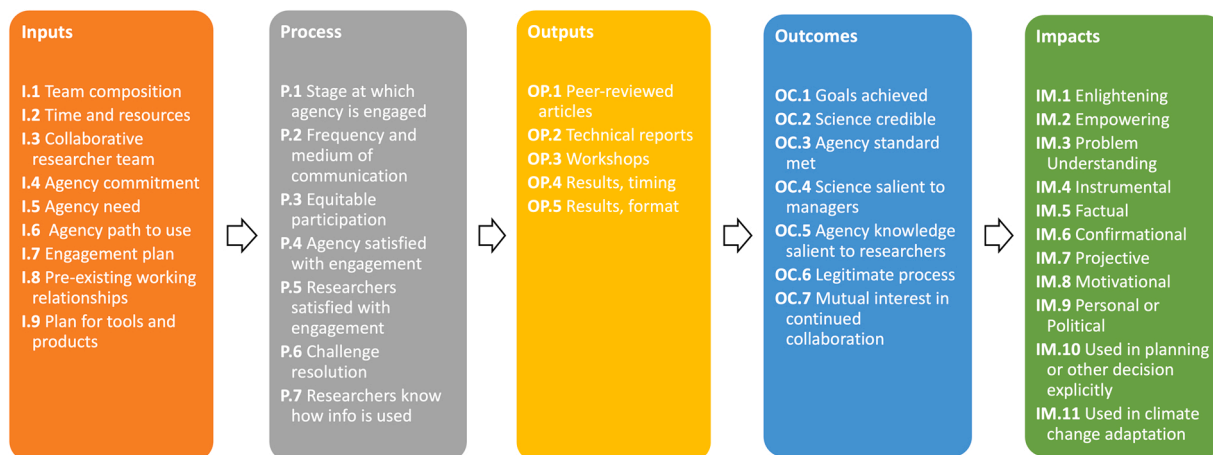 Inputs
I.1 Team composition
I.2 Time and resources
I.3 Collaborative
researcher team
I.4 Agency commitment
I.5 Agency need
I.6 Agency path to use
I.7 Engagement plan
I.8 Pre-existing working
relationships
I.9 Plan for tools and
products
Process
P.1 Stage at which
agency is engaged
P.2 Frequency and
medium of
communication
P.3 Equitable
participation
P.4 Agency satisfied
with engagement
P.5 Researchers
satisfied with
engagement
P.6 Challenge
resolution
P.7 Researchers know
how info is used
Outputs
OP.1 Peer-reviewed
articles
OP.2 Technical reports
OP.3 Workshops
OP.4 Results, timing
OP.5 Results, format
Outcomes
OC.1 Goals achieved
OC.2 Science credible
OC.3 Agency standard
met
OC.4 Science salient to
managers
OC.5 Agency knowledge
salient to researchers
OC.6 Legitimate process
OC.7 Mutual interest in
continued
collaboration
Impacts
IM.1 Enlightening
IM.2 Empowering
IM.3 Problem
Understanding
IM.4 Instrumental
IM.5 Factual
IM.6 Confirmational
IM.7 Projective
IM.8 Motivational
IM.9 Personal or
Political
IM.10 Used in planning
or other decision
explicitly
IM.11 Used in climate
change adaptation